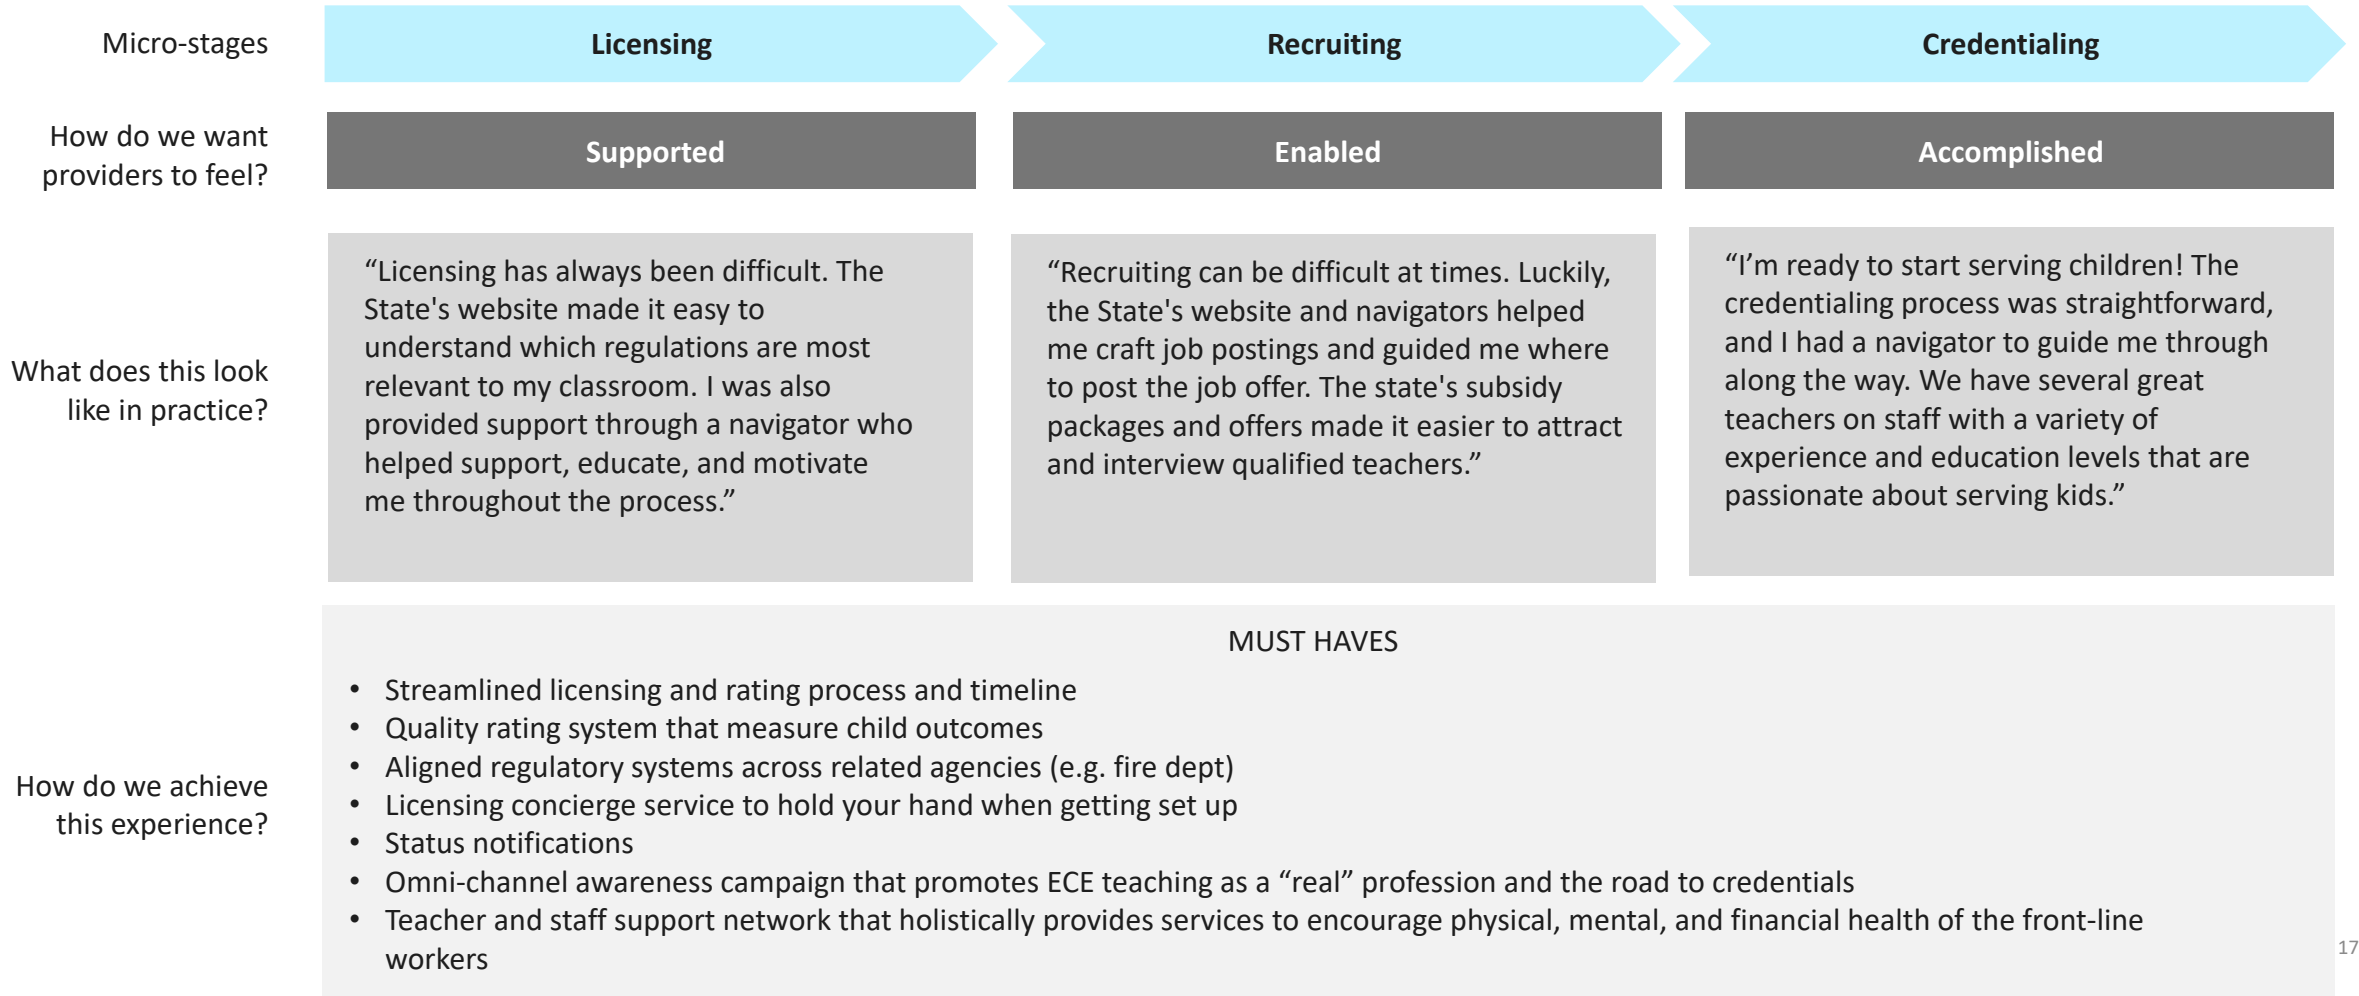 Micro-stages
Licensing
Recruiting
Credentialing
How do we want
providers to feel?
Supported
Enabled
Accomplished
What does this look
like in practice?
“Licensing has always been difficult. The
State's website made it easy to
understand which regulations are most
relevant to my classroom. I was also
provided support through a navigator who
helped support, educate, and motivate
me throughout the process.”
“Recruiting can be difficult at times. Luckily,
the State's website and navigators helped
me craft job postings and guided me where
to post the job offer. The state's subsidy
packages and offers made it easier to attract
and interview qualified teachers.”
“I’m ready to start serving children! The
credentialing process was straightforward,
and I had a navigator to guide me through
along the way. We have several great
teachers on staff with a variety of
experience and education levels that are
passionate about serving kids.”
How do we achieve
this experience?
MUST HAVES
• Streamlined licensing and rating process and timeline
• Quality rating system that measure child outcomes
• Aligned regulatory systems across related agencies (e.g. fire dept)
• Licensing concierge service to hold your hand when getting set up
• Status notifications
• Omni-channel awareness campaign that promotes ECE teaching as a “real” profession and the road to credentials
• Teacher and staff support network that holistically provides services to encourage physical, mental, and financial health of the front-line
workers
17